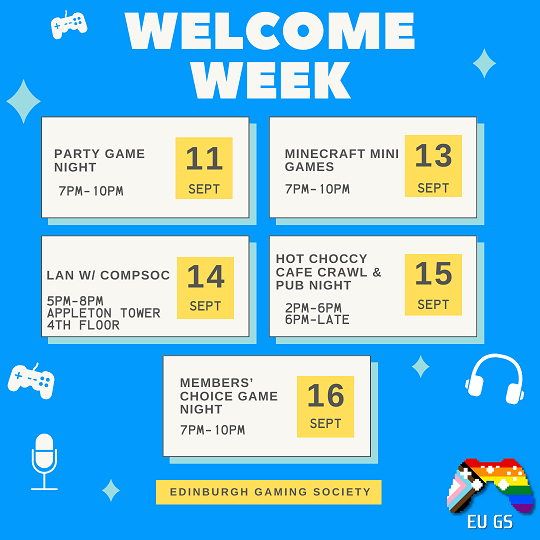 WELCOME
WEEK
PARTY GAME
NIGHT
7PM-10PM
11
SEPT
MINECRAFT MINI
GAMES
7PM-10PM
13
SEPT
LAN W/ COMPSOC
5PM-8PM
APPLETON TOWER
4TH FLOOR
14
SEPT
HOT CHOCCY
CAFE CRAWL &
PUB NIGHT
2PM-6PM
6PM-LATE
15
SEPT
MEMBERS'
CHOICE GAME
NIGHT
7PM-10PM
16
SEPT
EDINBURGH GAMING SOCIETY
EU GS